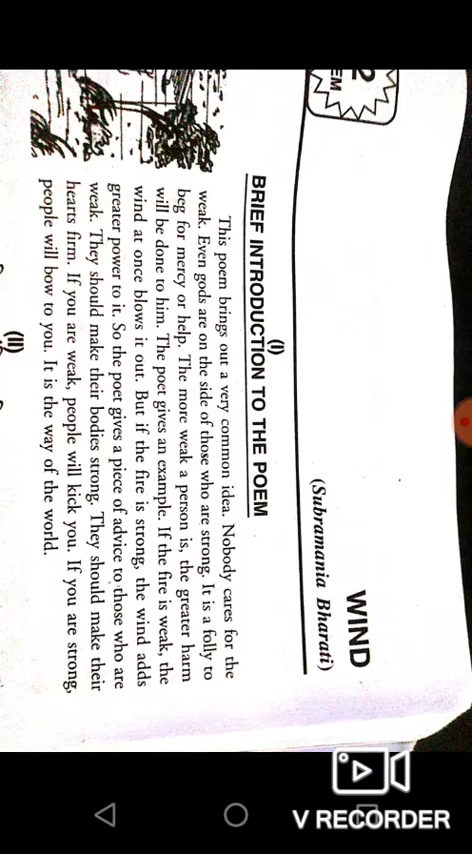 2
EM
WIND
(Subramania Bharati)
(I)
BRIEF INTRODUCTION TO THE POEM
This poem brings out a very common idea. Nobody cares for the
weak. Even gods are on the side of those who are strong. It is a folly to
beg for mercy or help. The more weak a person is, the greater harm
will be done to him. The poet gives an example. If the fire is weak, the
wind at once blows it out. But if the fire is strong, the wind adds
greater power to it. So the poet gives a piece of advice to those who are
weak. They should make their bodies strong. They should make their
hearts firm. If you are weak, people will kick you. If you are strong,
people will bow to you. It is the way of the world.
(II)
V RECORDER